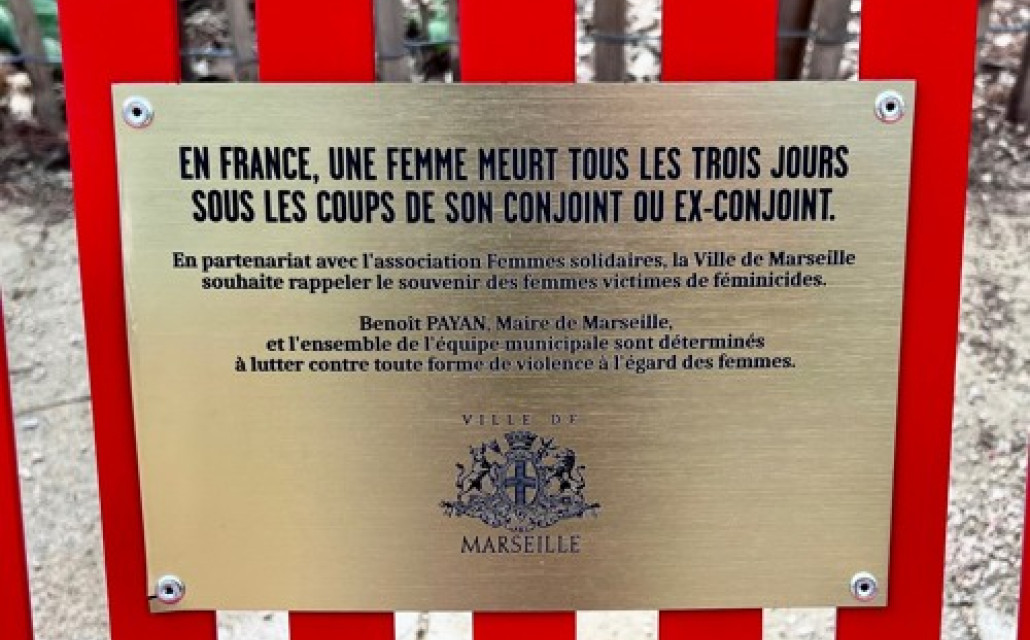 EN FRANCE, UNE FEMME MEURT TOUS LES TROIS JOURS
SOUS LES COUPS DE SON CONJOINT OU EX-CONJOINT.
En partenariat avec l'association Femmes solidaires, la Ville de Marseille
souhaite rappeler le souvenir des femmes victimes de féminicides.
Benoît PAYAN, Maire de Marseille,
et l'ensemble de l'équipe municipale sont déterminés
à lutter contre toute forme de violence à l'égard des femmes.
VILLE DE
MARSEILLE